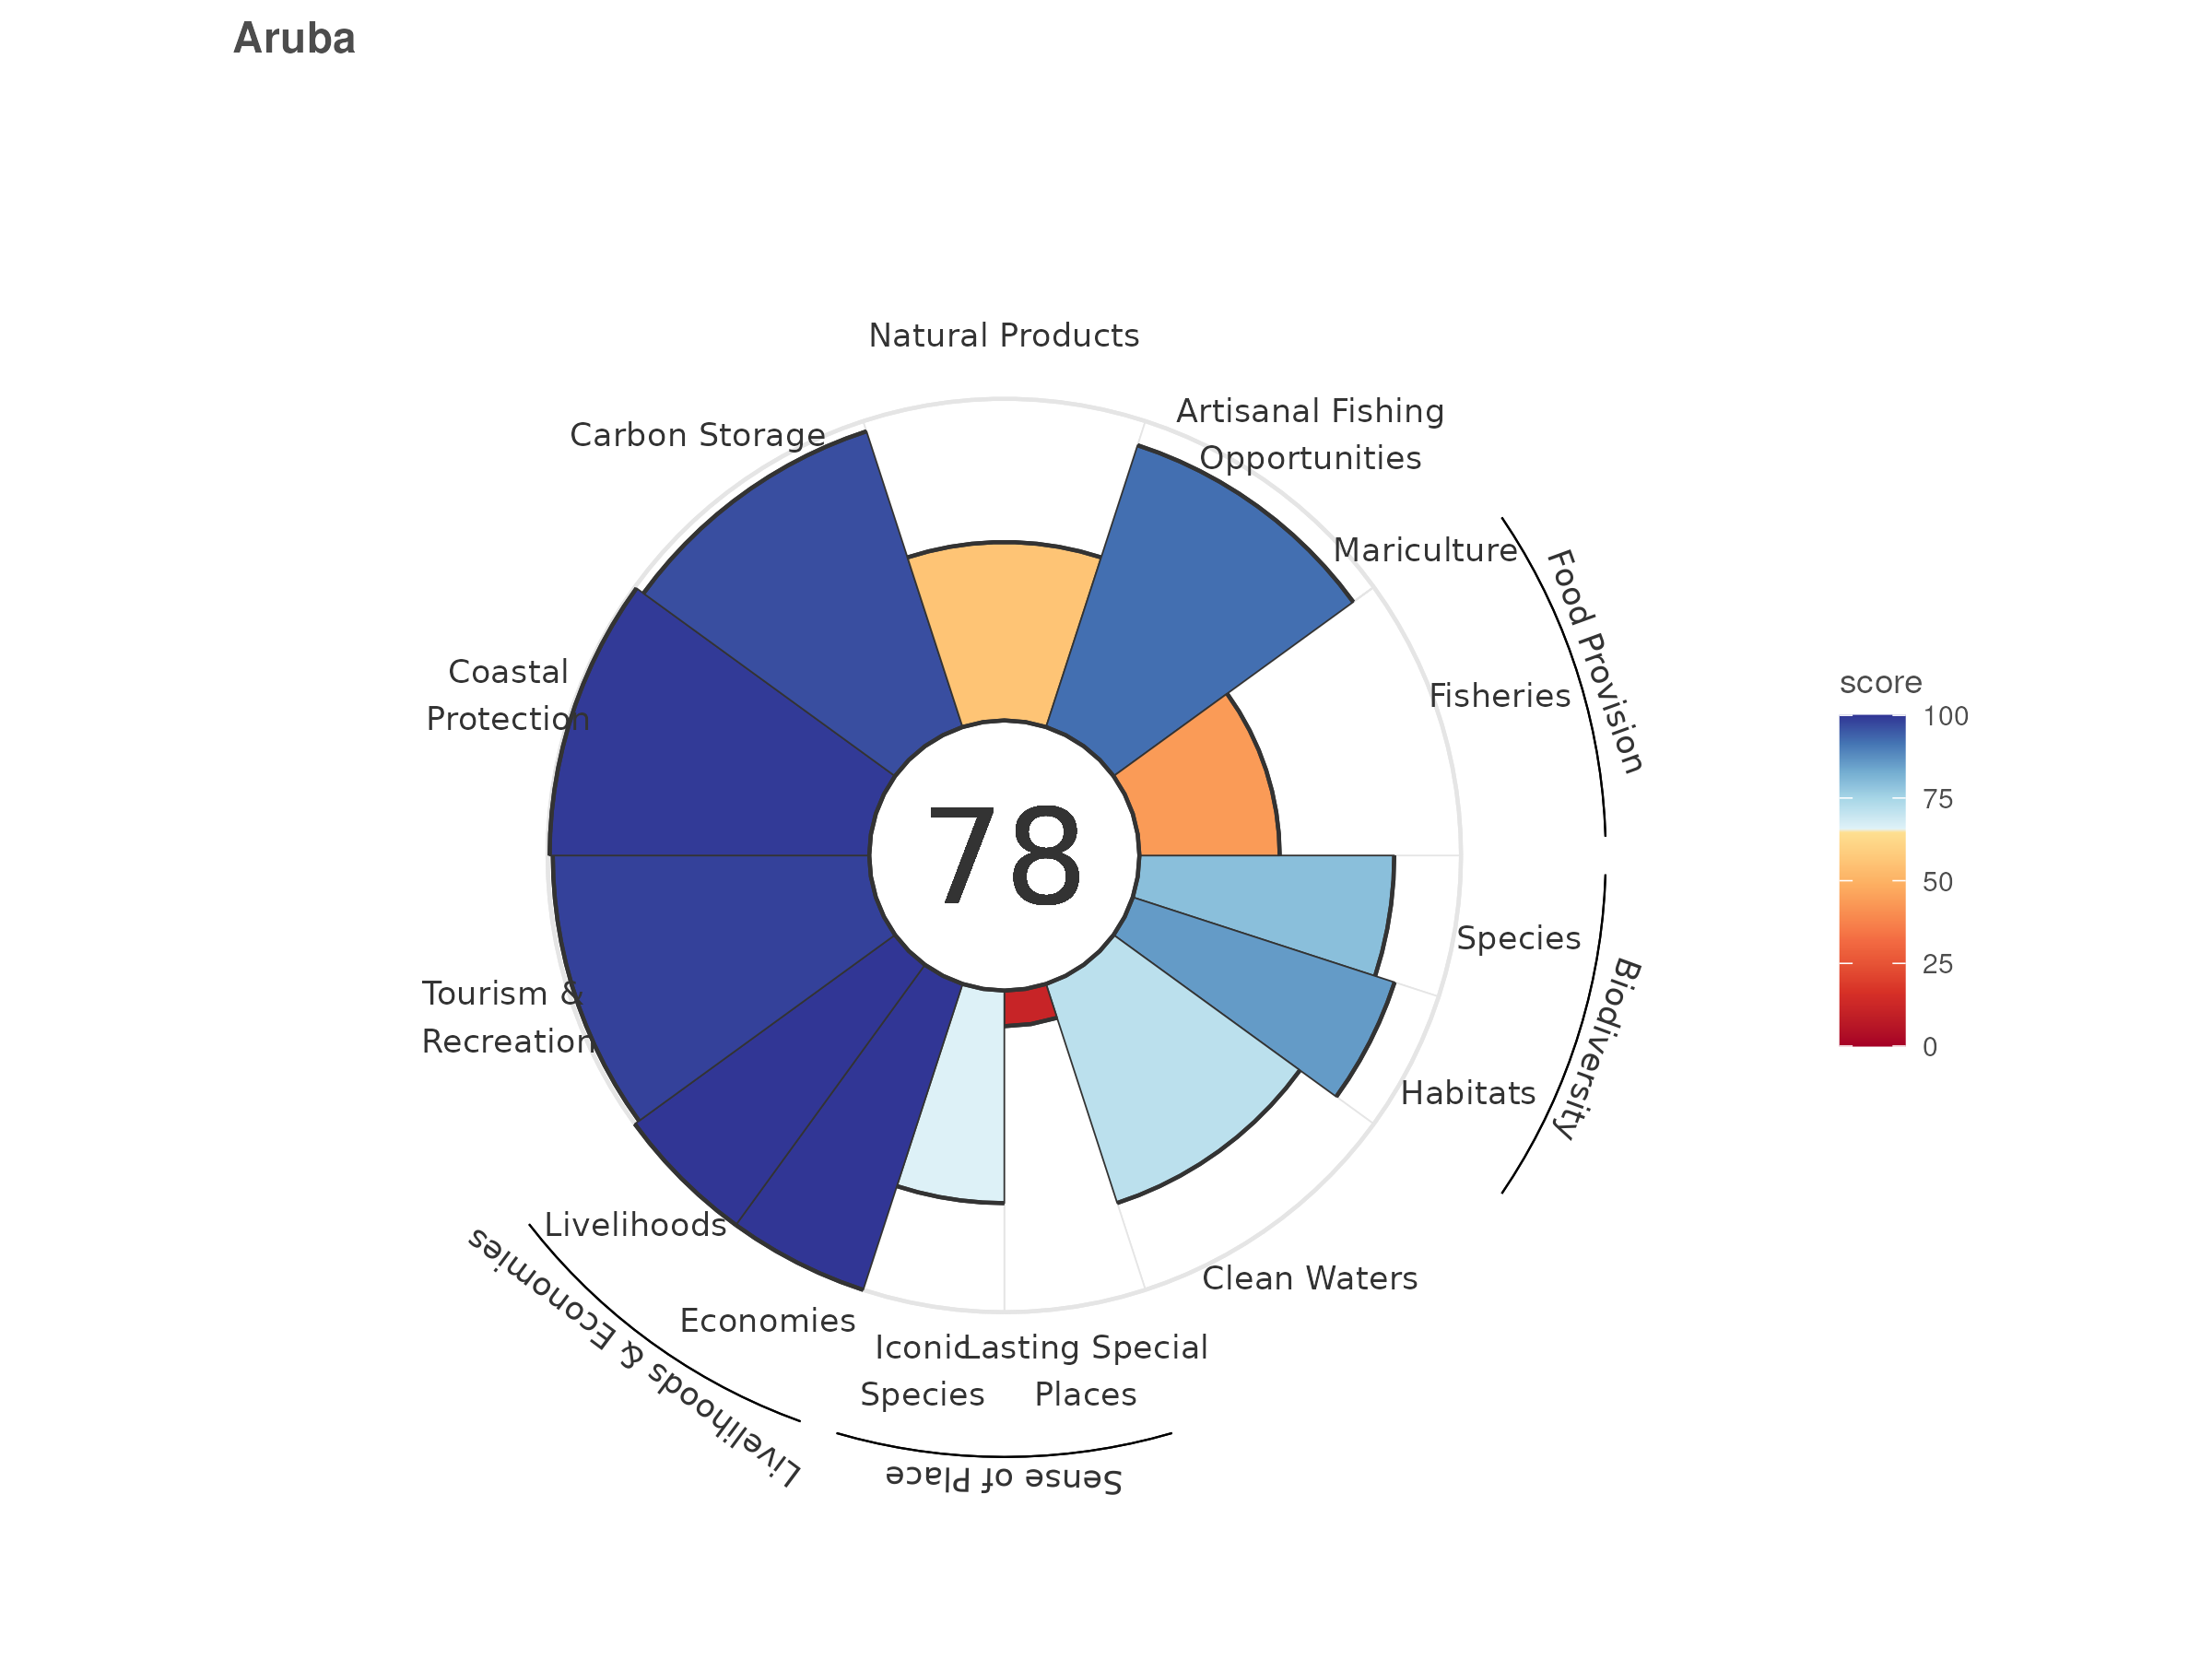 Aruba
Natural Products
Artisanal Fishing
Opportunities
Carbon Storage
Mariculture
Food Provision
Fisheries
Coastal
Protection
score
100
75
50
25
0
78
Species
Biodiversity
Tourism &
Recreation
Habitats
Livelihoods
Livelihoods & Economies
Clean Waters
Economies
Iconic
Species
Lasting Special
Places
Sense of Place